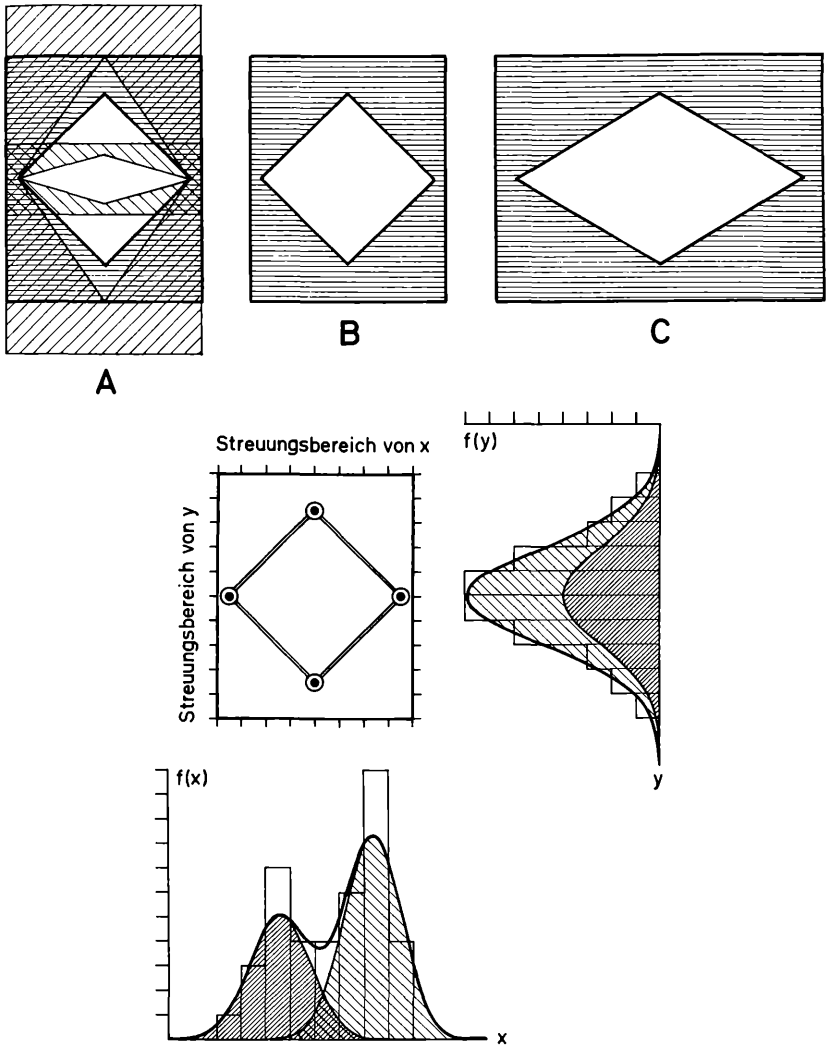 A
B
C
Streuungsbereich von x
Streuungsbereich von y
f(y)
y
f(x)
x